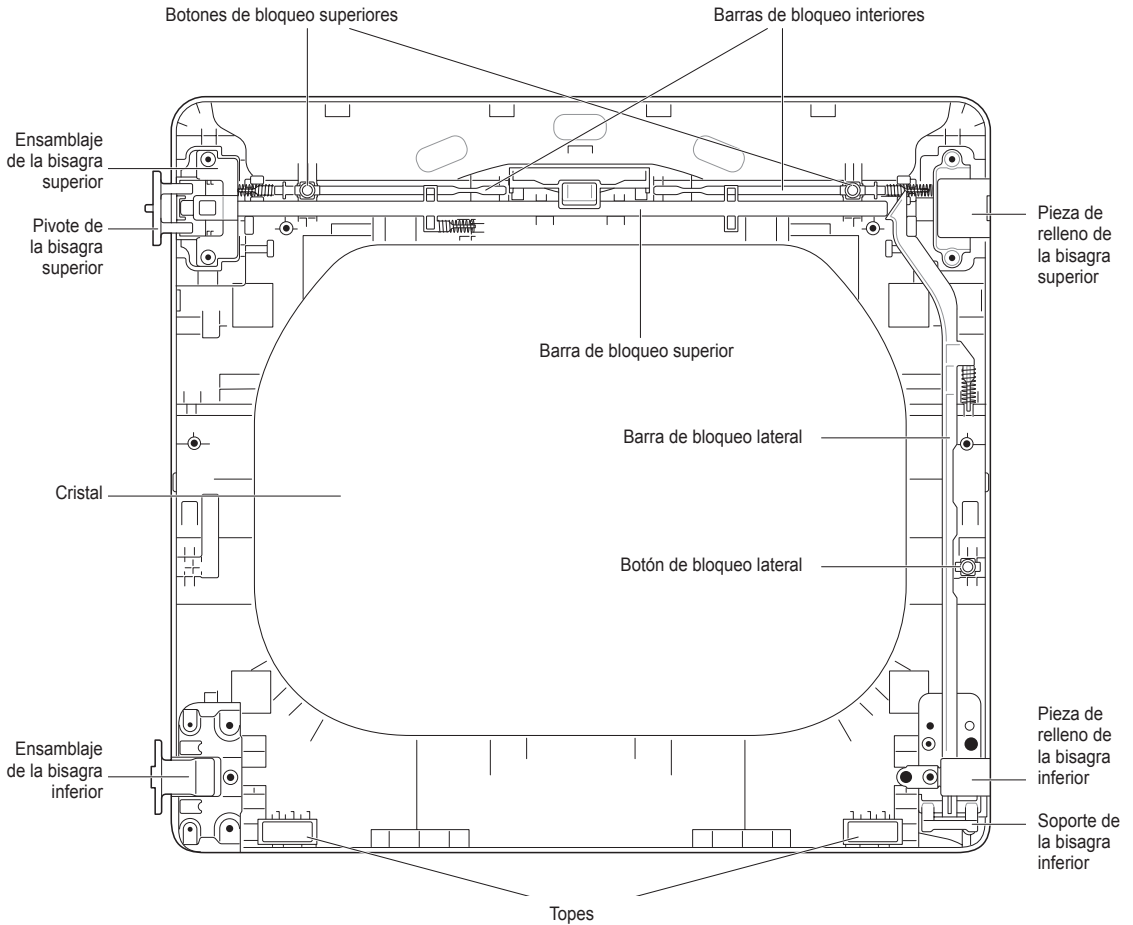 Botones de bloqueo superiores
Barras de bloqueo interiores
Ensamblaje
de la bisagra
superior
Pivote de
la bisagra
superior
Pieza de
relleno de
la bisagra
superior
Barra de bloqueo superior
Barra de bloqueo lateral
Cristal
Botón de bloqueo lateral
Ensamblaje
de la bisagra
inferior
Pieza de
relleno de
la bisagra
inferior
Soporte de
la bisagra
inferior
Topes